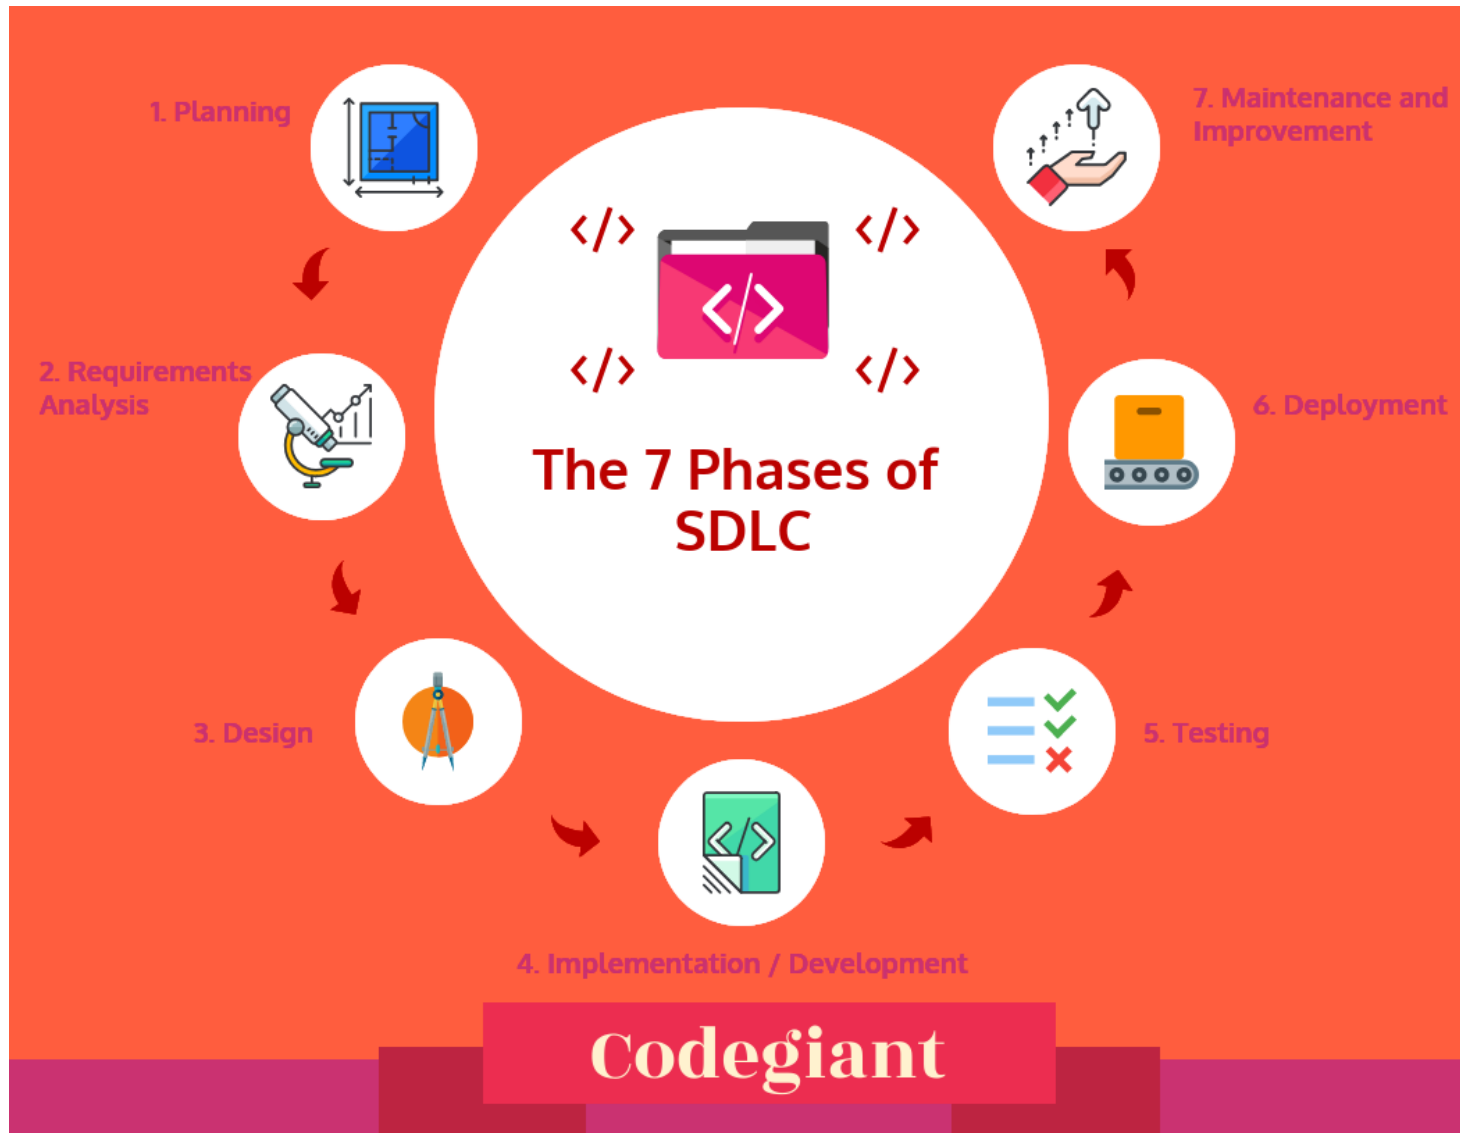 1. Planning
7. Maintenance and
Improvement
</>
</>
</>
2. Requirements
Analysis
</>
</>
6. Deployment
The 7 Phases of
SDLC
3. Design
5. Testing
</>
4. Implementation / Development
Codegiant